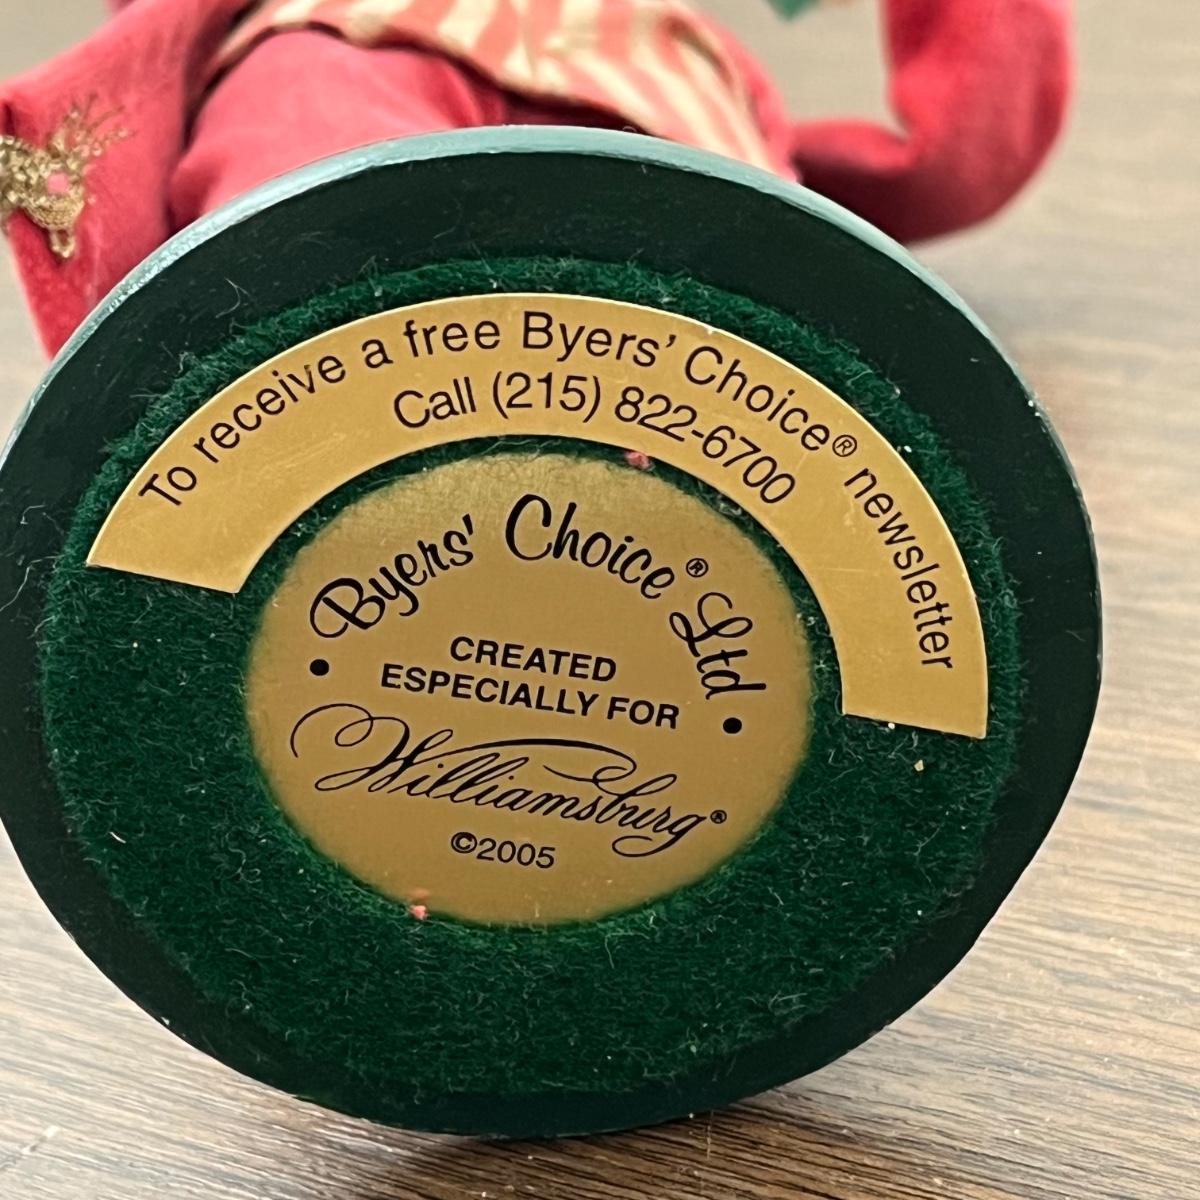 To receive a free Byers' Choice® newsletter
Call (215) 822-6700
Byers' Choice® Ltd
• CREATED •
ESPECIALLY FOR
Williamsburg®
©2005